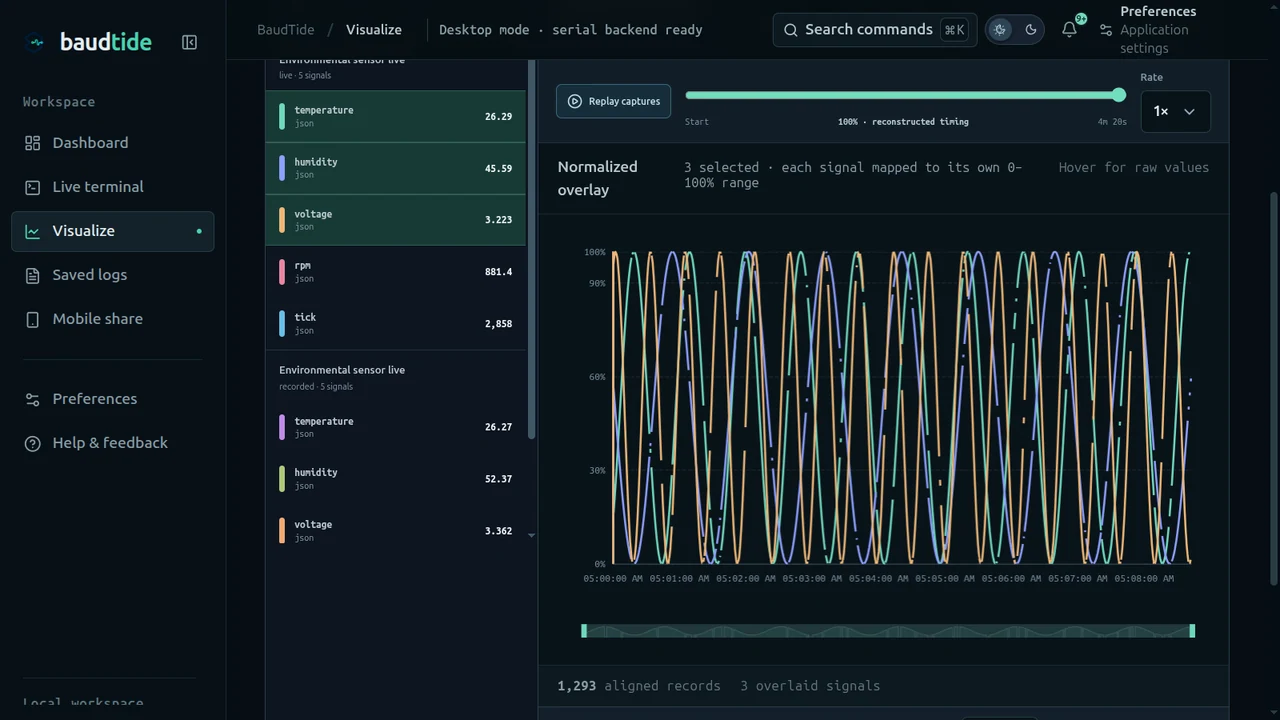 baudtide
BaudTide / Visualize
Desktop mode · serial backend ready
Search commands ⌘K
9+
Preferences
Application
settings
Workspace
Dashboard
Live terminal
Visualize
Saved logs
Mobile share
Preferences
Help & feedback
Local workspace
Environmental sensor live
live · 5 signals
temperature 26.29
json
humidity 45.59
json
voltage 3.223
json
rpm 881.4
json
tick 2,858
json
Environmental sensor live
recorded · 5 signals
temperature 26.27
json
humidity 52.37
json
voltage 3.362
json
Replay captures
Start 100% · reconstructed timing 4m 20s
Rate
1×
Normalized
overlay
3 selected · each signal mapped to its own 0–
100% range
Hover for raw values
100%
90%
60%
30%
0%
05:00:00 AM 05:01:00 AM 05:02:00 AM 05:03:00 AM 05:04:00 AM 05:05:00 AM 05:06:00 AM 05:07:00 AM 05:08:00 AM
1,293 aligned records 3 overlaid signals